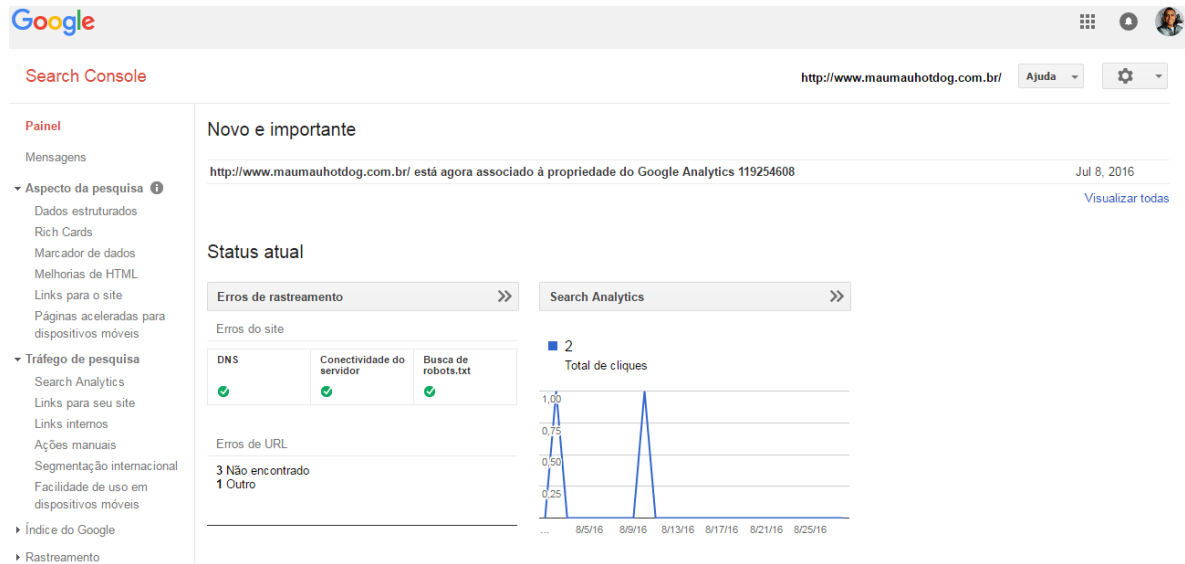 Google
Search Console
http://www.maumauhotdog.com.br/
Ajuda
Painel
Mensagens
Aspecto da pesquisa
Dados estruturados
Rich Cards
Marcador de dados
Melhorias de HTML
Links para o site
Páginas aceleradas para
dispositivos móveis
Tráfego de pesquisa
Search Analytics
Links para seu site
Links internos
Ações manuais
Segmentação internacional
Facilidade de uso em
dispositivos móveis
Índice do Google
Rastreamento
Novo e importante
http://www.maumauhotdog.com.br/ está agora associado à propriedade do Google Analytics 119254608 Jul 8, 2016
Visualizar todas
Status atual
Erros de rastreamento
Erros do site
DNS
Conectividade do
servidor
Busca de
robots.txt
Erros de URL
3 Não encontrado
1 Outro
Search Analytics
2
Total de cliques
1,00
0,75
0,50
0,25
... 8/5/16 8/9/16 8/13/16 8/17/16 8/21/16 8/25/16